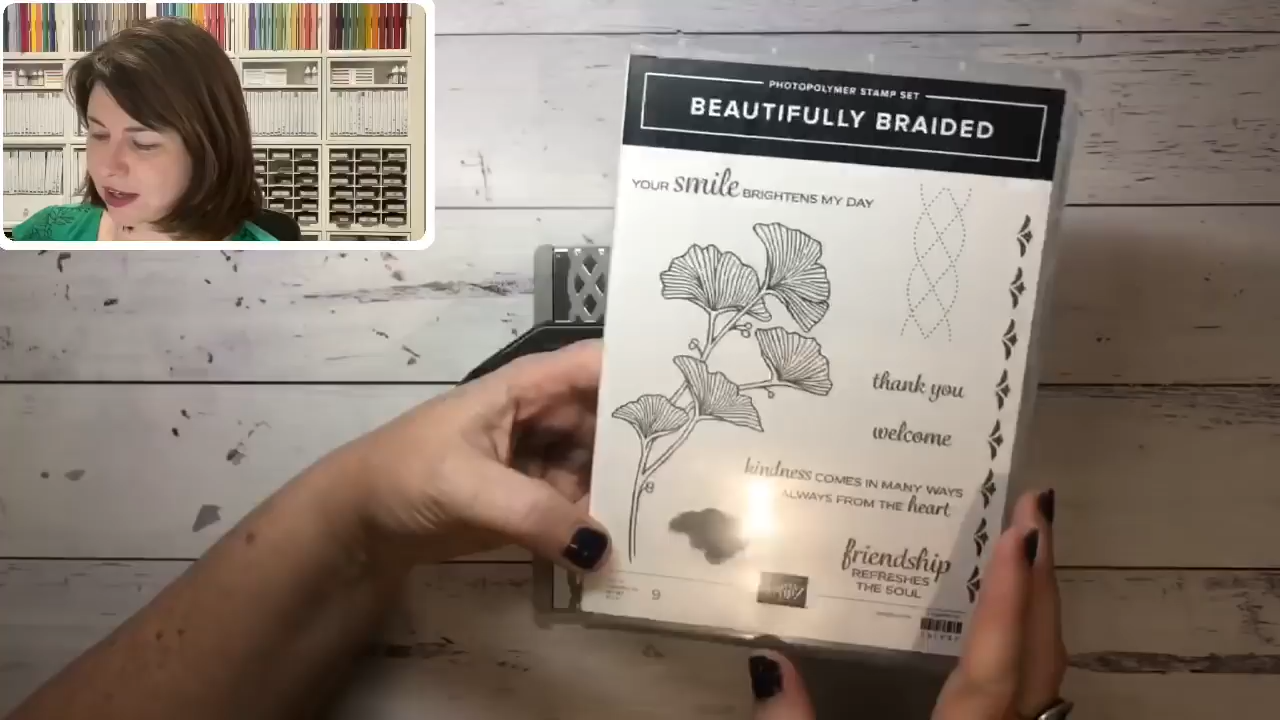 PHOTOPOLYMER STAMP SET
BEAUTIFULLY BRAIDED
YOUR smile BRIGHTENS MY DAY
thank you
welcome
kindness COMES IN MANY WAYS
ALWAYS FROM THE heart
friendship
REFRESHES
THE SOUL
9